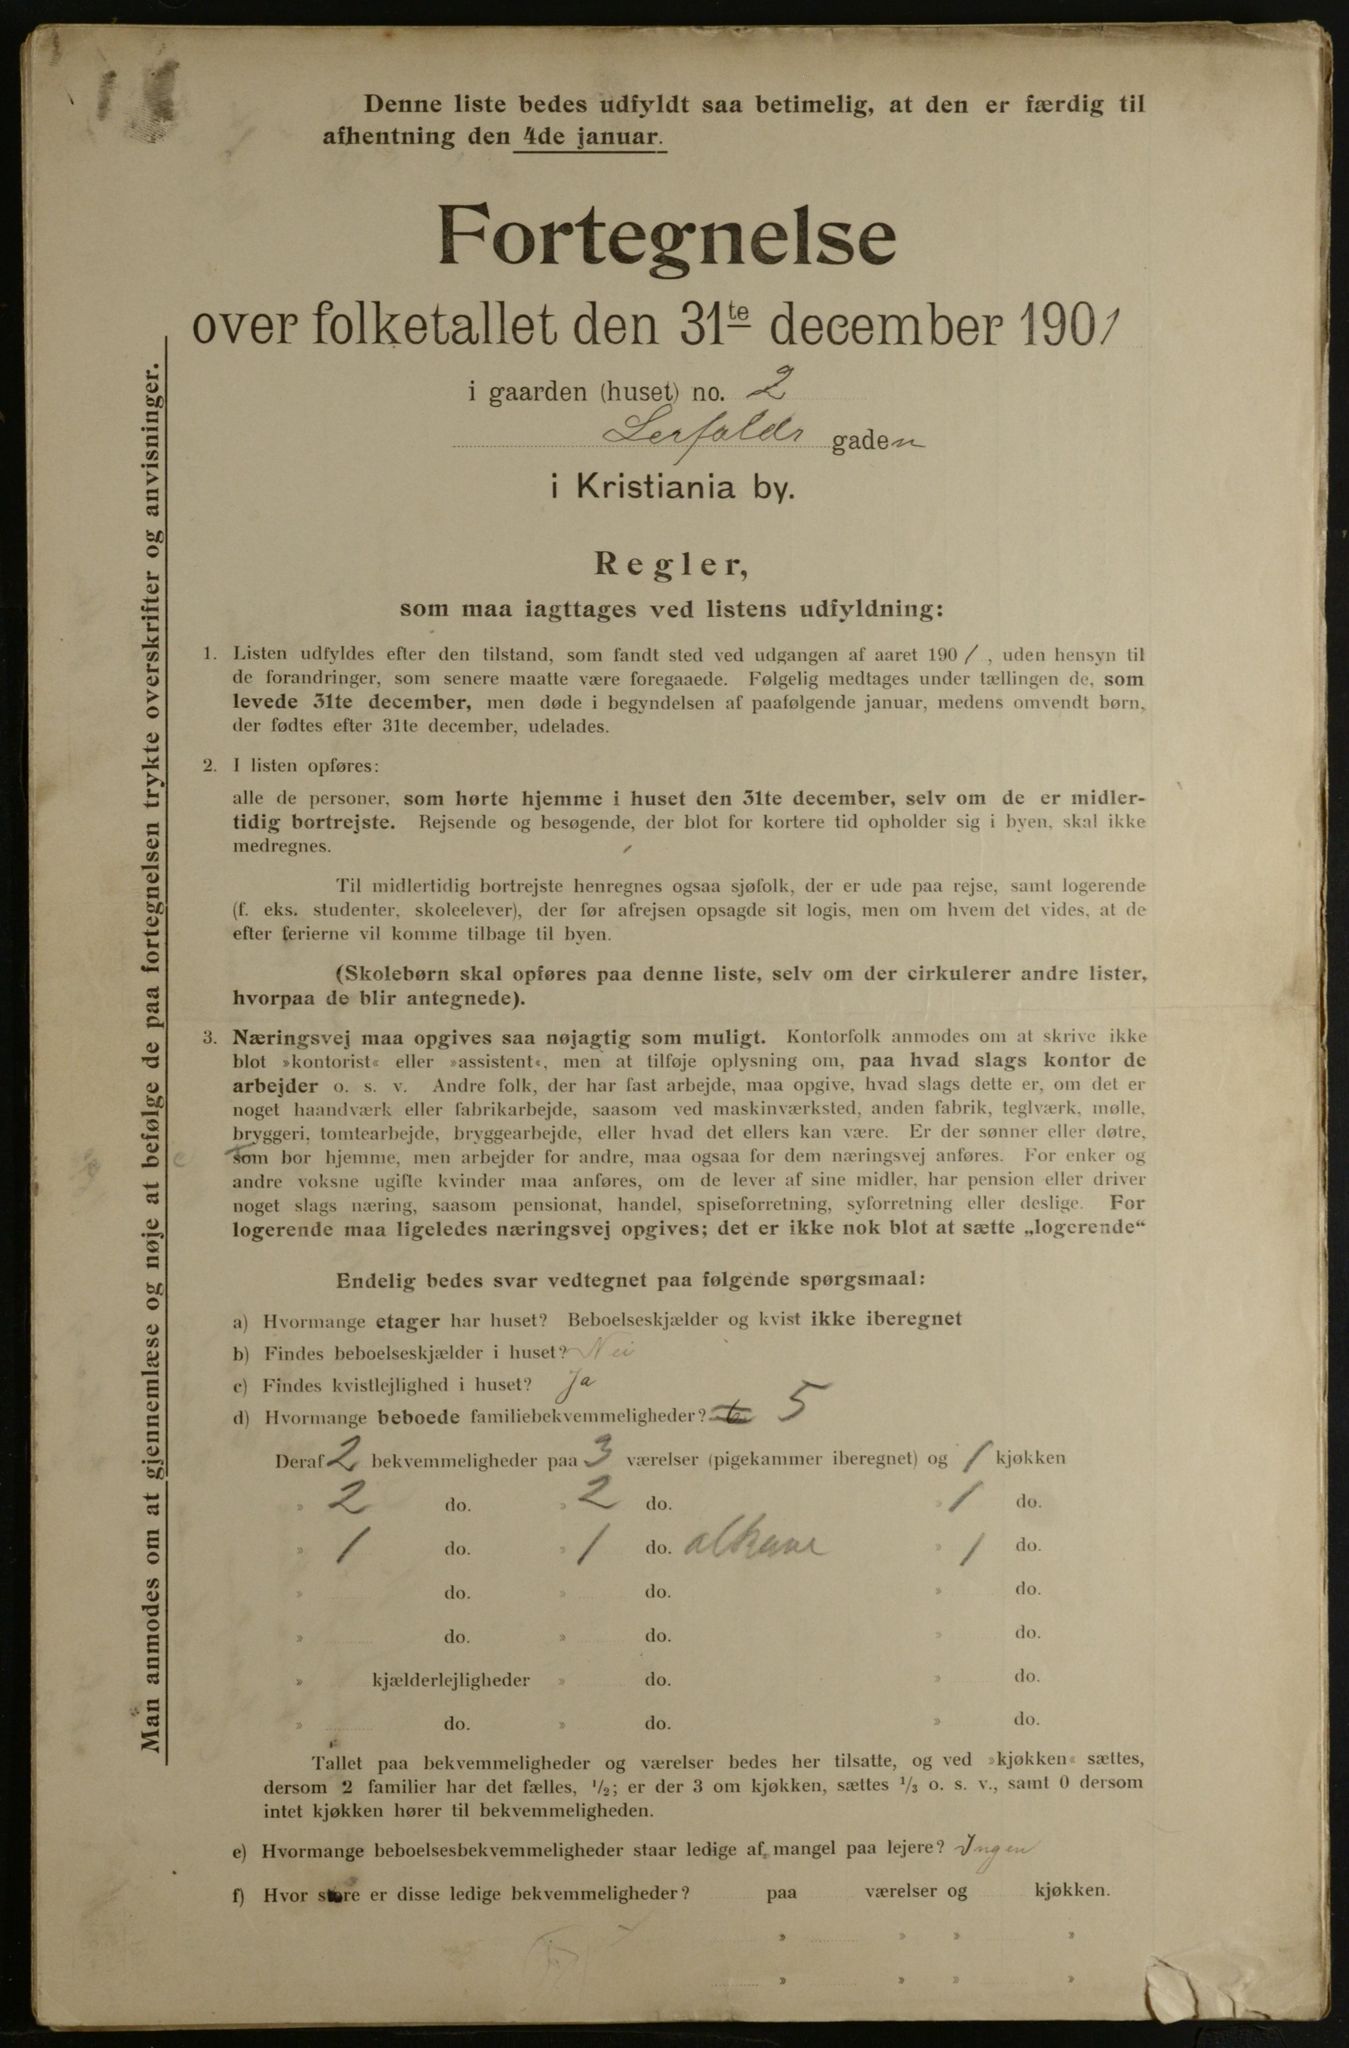 Denne liste bedes udfyldt saa betimelig, at den er færdig til
afhentning den 4de januar.
Fortegnelse
over folketallet den 31te december 1901
i gaarden (huset) no. 2
Lerfalds gaden
i Kristiania by.
Regler,
som maa iagttages ved listens udfyldning:
1. Listen udfyldes efter den tilstand, som fandt sted ved udgangen af aaret 1901, uden hensyn til
de forandringer, som senere maatte være foregaaede. Følgelig medtages under tællingen de, som
levede 31te december, men døde i begyndelsen af paafølgende januar, medens omvendt børn,
der fødtes efter 31te december, udelades.
2. I listen opføres:
alle de personer, som hørte hjemme i huset den 31te december, selv om de er midler-
tidig bortrejste. Rejsende og besøgende, der blot for kortere tid opholder sig i byen, skal ikke
medregnes.
Til midlertidig bortrejste henregnes ogsaa sjøfolk, der er ude paa rejse, samt logerende
(f. eks. studenter, skoleelever), der før afrejsen opsagde sit logis, men om hvem det vides, at de
efter ferierne vil komme tilbage til byen.
(Skolebørn skal opføres paa denne liste, selv om der cirkulerer andre lister,
hvorpaa de blir antegnede).
3. Næringsvej maa opgives saa nøjagtig som muligt. Kontorfolk anmodes om at skrive ikke
blot »kontorist« eller »assistent«, men at tilføje oplysning om, paa hvad slags kontor de
arbejder o. s. v. Andre folk, der har fast arbejde, maa opgive, hvad slags dette er, om det er
noget haandværk eller fabrikarbejde, saasom ved maskinværksted, anden fabrik, teglværk, mølle,
bryggeri, tomtearbejde, bryggearbejde, eller hvad det ellers kan være. Er der sønner eller døtre,
som bor hjemme, men arbejder for andre, maa ogsaa for dem næringsvej anføres. For enker og
andre voksne ugifte kvinder maa anføres, om de lever af sine midler, har pension eller driver
noget slags næring, saasom pensionat, handel, spiseforretning, syforretning eller deslige. For
logerende maa ligeledes næringsvej opgives; det er ikke nok blot at sætte „logerende“
Endelig bedes svar vedtegnet paa følgende spørgsmaal:
a) Hvormange etager har huset? Beboelseskjælder og kvist ikke iberegnet
b) Findes beboelseskjælder i huset? Nei
c) Findes kvistlejlighed i huset? Ja
d) Hvormange beboede familiebekvemmeligheder? 5
Deraf 2 bekvemmeligheder paa 3 værelser (pigekammer iberegnet) og 1 kjøkken
» 2 do. » 2 do. » 1 do.
» 1 do. » 1 do. alkove » 1 do.
» do. » do. » do.
» do. » do. » do.
» kjælderlejligheder » do. » do.
» do. » do. » do.
Tallet paa bekvemmeligheder og værelser bedes her tilsatte, og ved »kjøkken« sættes,
dersom 2 familier har det fælles, 1/2; er der 3 om kjøkken, sættes 1/3 o. s. v., samt 0 dersom
intet kjøkken hører til bekvemmeligheden.
e) Hvormange beboelsesbekvemmeligheder staar ledige af mangel paa lejere? Ingen
f) Hvor store er disse ledige bekvemmeligheder? paa værelser og kjøkken.
» » » »
» » » »
Man anmodes om at gjennemlæse og nøje at befølge de paa fortegnelsen trykte overskrifter og anvisninger.